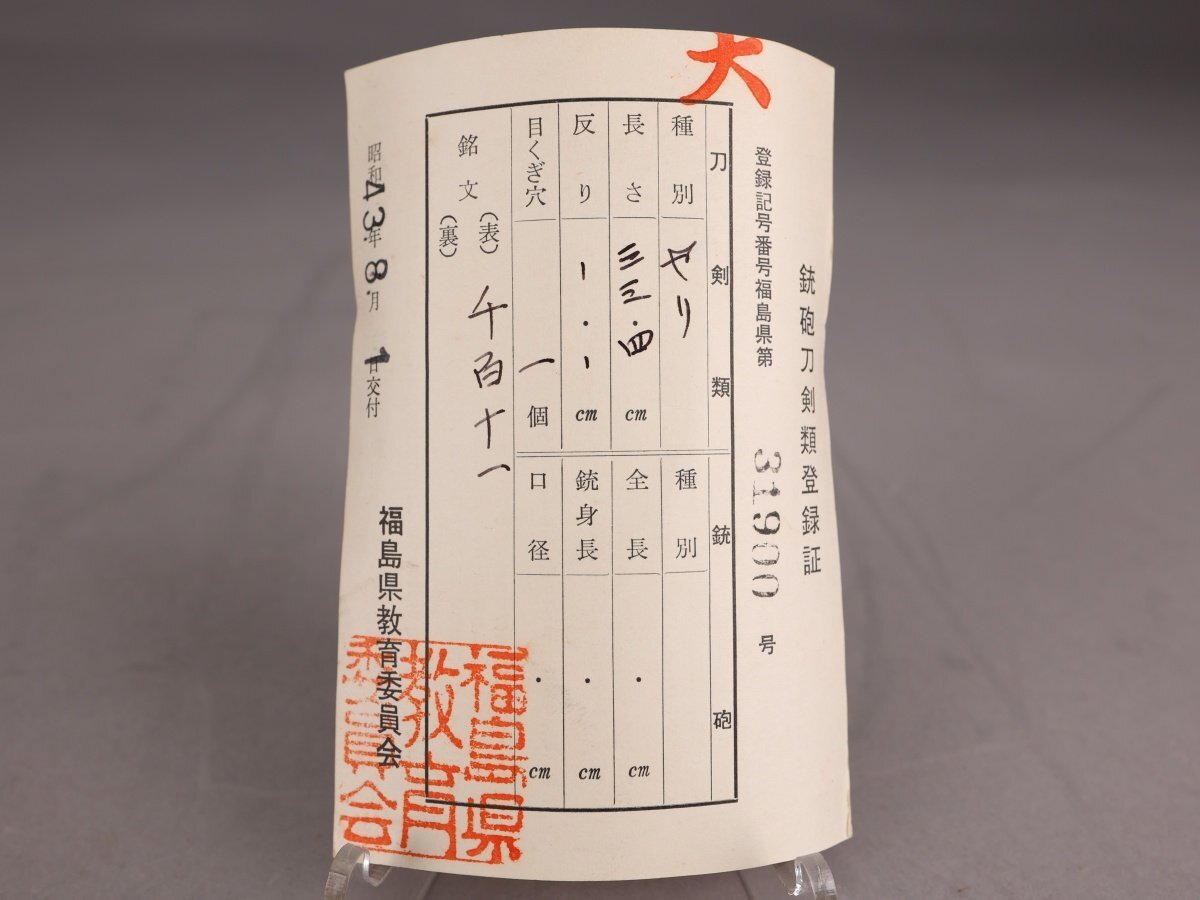 大
銃砲刀剣類登録証
登録記号番号福島県第 31900 号
刀剣類
種別 ヤリ
長さ 三三.四 cm
反り ー.ー cm
目くぎ穴 一個
銘文 (表) 千百十一
(裏)
銃砲
種別
全長 . cm
銃身長 . cm
口径 . cm
昭和43年8月1日交付
福島県教育委員会
福島県
教育
委員会